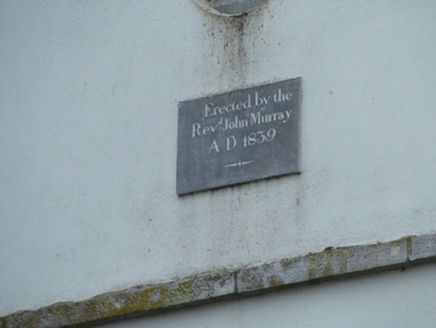 Erected by the
Revd John Murray
A D 1839